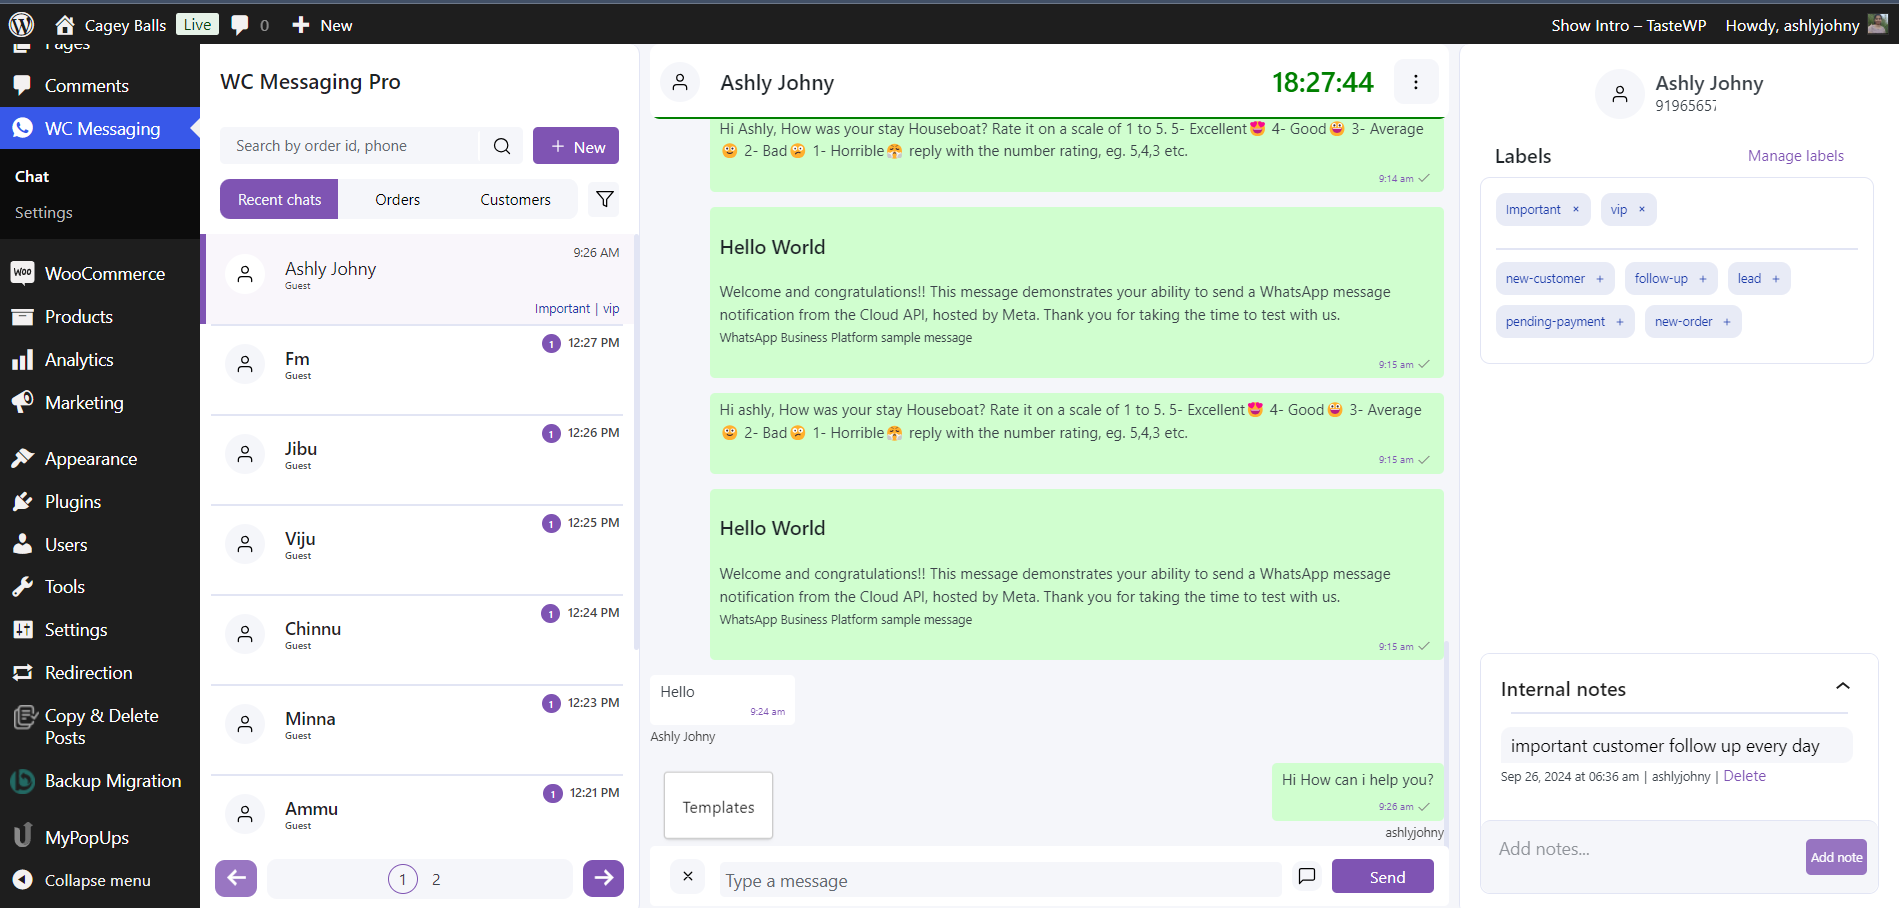 Cagey Balls Live 0 New
Show Intro – TasteWP Howdy, ashlyjohny
Pages
Comments
WC Messaging
Chat
Settings
WooCommerce
Products
Analytics
Marketing
Appearance
Plugins
Users
Tools
Settings
Redirection
Copy & Delete
Posts
Backup Migration
MyPopUps
Collapse menu
WC Messaging Pro
Search by order id, phone
+ New
Recent chats Orders Customers
9:26 AM
Ashly Johny
Guest
Important | vip
1 12:27 PM
Fm
Guest
1 12:26 PM
Jibu
Guest
1 12:25 PM
Viju
Guest
1 12:24 PM
Chinnu
Guest
1 12:23 PM
Minna
Guest
1 12:21 PM
Ammu
Guest
1 2
Ashly Johny 18:27:44
Hi Ashly, How was your stay Houseboat? Rate it on a scale of 1 to 5. 5- Excellent😍 4- Good😀 3- Average
🙂 2- Bad😕 1- Horrible😤 reply with the number rating, eg. 5,4,3 etc.
9:14 am
Hello World
Welcome and congratulations!! This message demonstrates your ability to send a WhatsApp message
notification from the Cloud API, hosted by Meta. Thank you for taking the time to test with us.
WhatsApp Business Platform sample message
9:15 am
Hi ashly, How was your stay Houseboat? Rate it on a scale of 1 to 5. 5- Excellent😍 4- Good😀 3- Average
🙂 2- Bad😕 1- Horrible😤 reply with the number rating, eg. 5,4,3 etc.
9:15 am
Hello World
Welcome and congratulations!! This message demonstrates your ability to send a WhatsApp message
notification from the Cloud API, hosted by Meta. Thank you for taking the time to test with us.
WhatsApp Business Platform sample message
9:15 am
Hello
9:24 am
Ashly Johny
Hi How can i help you?
9:26 am
ashlyjohny
Templates
× Type a message Send
Ashly Johny
91965657
Labels Manage labels
Important × vip ×
new-customer + follow-up + lead +
pending-payment + new-order +
Internal notes
important customer follow up every day
Sep 26, 2024 at 06:36 am | ashlyjohny | Delete
Add notes...
Add note